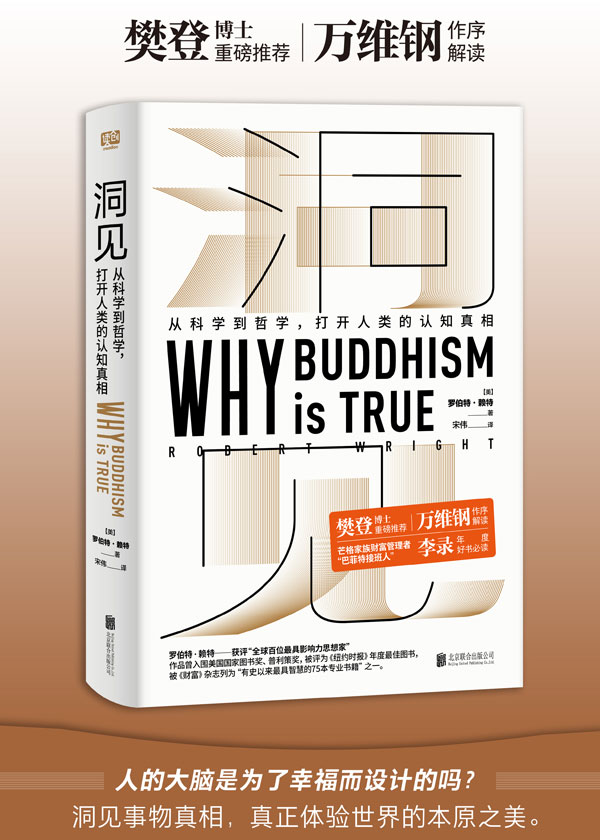 樊登 博士 重磅推荐 万维钢 作序 解读
洞见
从科学到哲学,
打开人类的认知真相
WHY BUDDHISM is TRUE
[美]
罗伯特·赖特
著
宋伟 译
北京联合出版公司
洞见
从科学到哲学,打开人类的认知真相
WHY BUDDHISM
is TRUE
[美]
罗伯特·赖特
著
宋伟 译
ROBERT WRIGHT
樊登 博士 重磅推荐 万维钢 作序 解读
芒格家族财富管理者
“巴菲特接班人” 李录 年度 好书必读
罗伯特·赖特——获评“全球百位最具影响力思想家”
作品曾入围美国国家图书奖、普利策奖,被评为《纽约时报》年度最佳图书,
被《财富》杂志列为“有史以来最具智慧的75本专业书籍”之一。
北京联合出版公司
Beijing United Publishing Co.,Ltd.
人的大脑是为了幸福而设计的吗?
洞见事物真相,真正体验世界的本原之美。